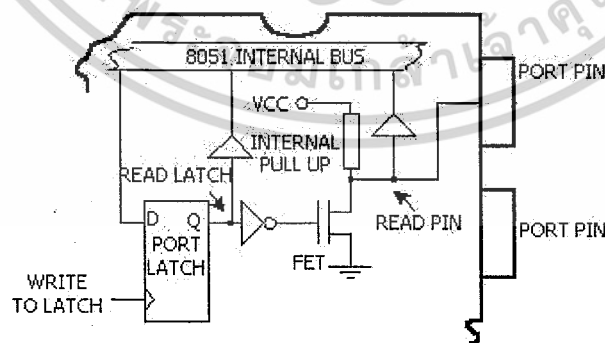 8051 INTERNAL BUS
PORT PIN
VCC
INTERNAL
PULL UP
READ LATCH
READ PIN
D Q
PORT
LATCH
PORT PIN
FET
WRITE
TO LATCH